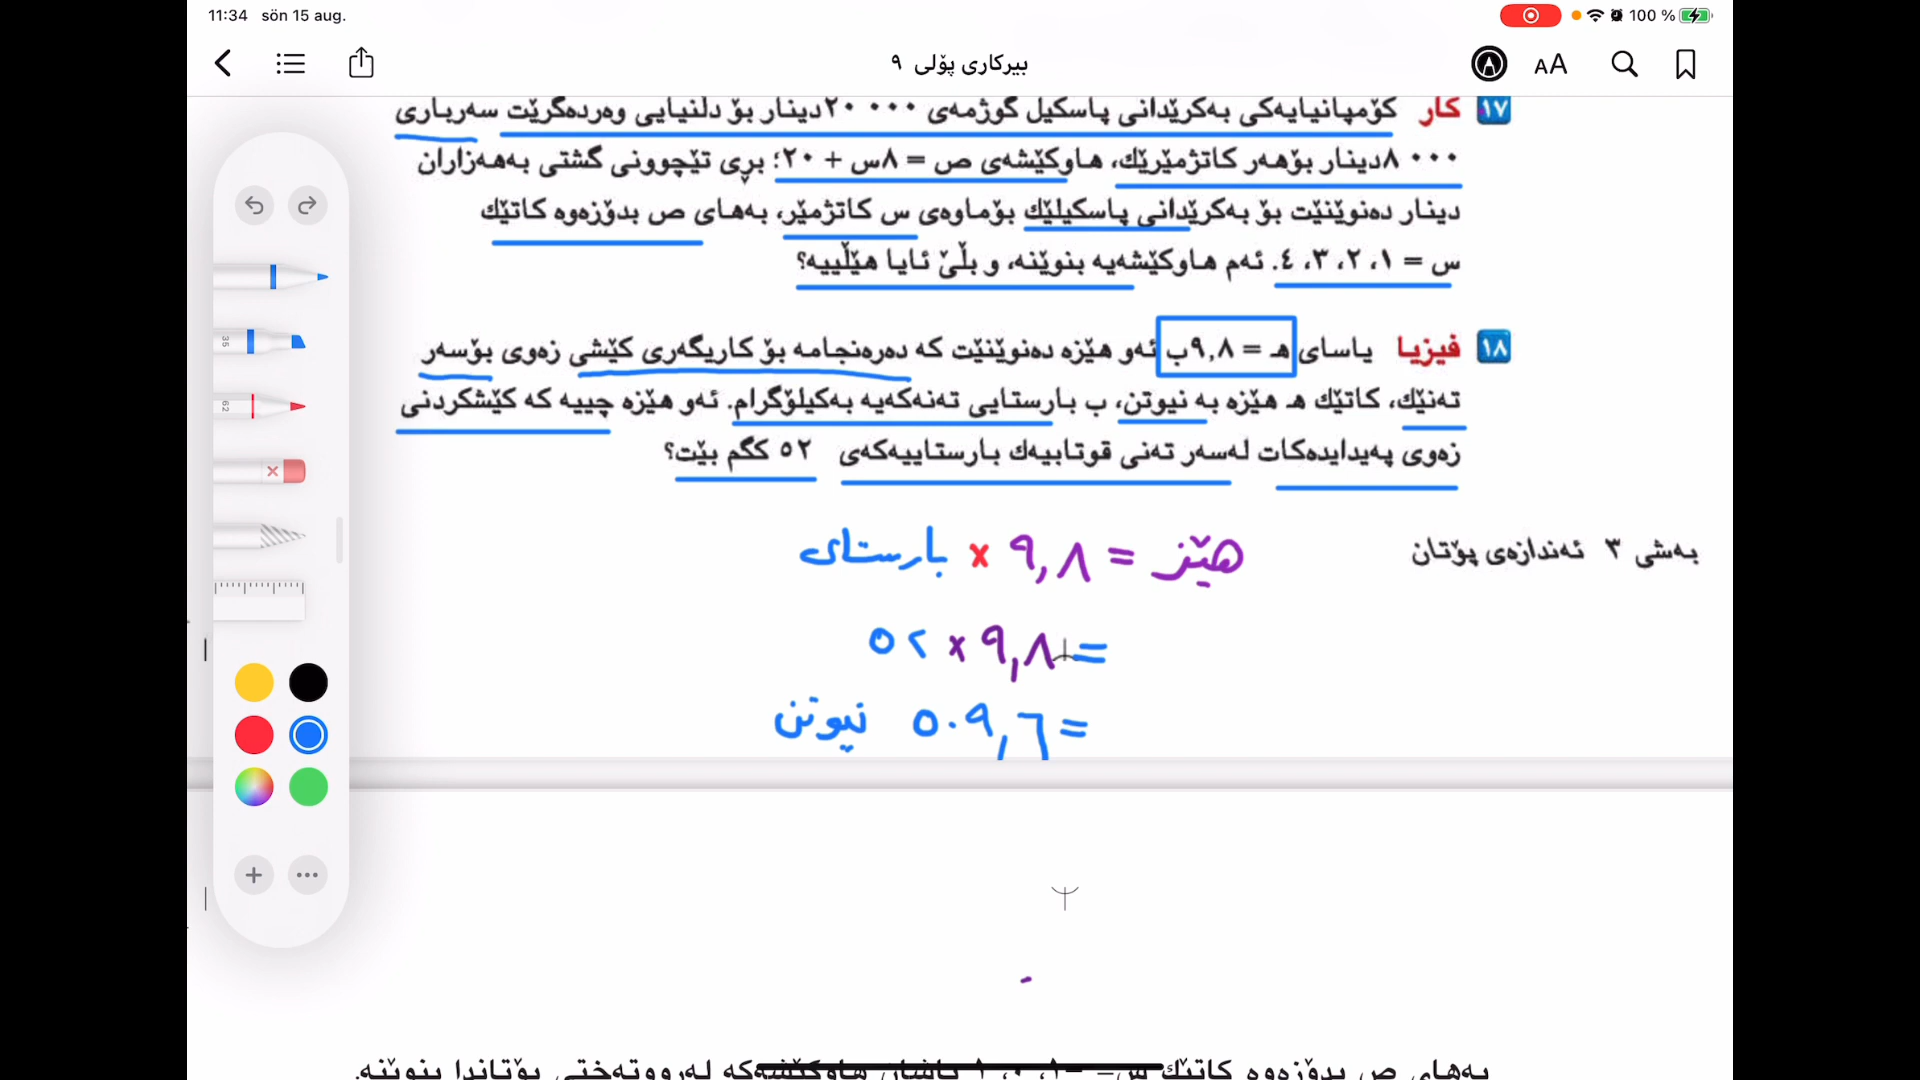 11:34 sön 15 aug. 100 %
بیرکاری پۆلی ٩
AA
١٧ کار کۆمپانیایەکی بەکرێدانی پاسکیل گوژمەی ٢٠ ٠٠٠ دینار بۆ دڵنیایی وەردەگرێت سەرباری
٨ ٠٠٠ دینار بۆهەر کاتژمێرێك، هاوکێشەی ص = ٨س + ٢٠؛ بڕی تێچوونی گشتی بەهەزاران
دینار دەنوێنێت بۆ بەکرێدانی پاسکیلێك بۆماوەی س کاتژمێر، بەهای ص بدۆزەوە کاتێك
س = ١، ٢، ٣، ٤. ئەم هاوکێشەیە بنوێنە، و بڵێ ئایا هێڵییە؟
١٨ فیزیا یاسای هـ = ٩,٨ب ئەو هێزە دەنوێنێت کە دەرەنجامە بۆ کاریگەری کێشی زەوی بۆسەر
تەنێك، کاتێك هـ هێزە بە نیوتن، ب بارستایی تەنەکەیە بەکیلۆگرام. ئەو هێزە چییە کە کێشکردنی
زەوی پەیدایدەکات لەسەر تەنی قوتابیەك بارستاییەکەی ٥٢ کگم بێت؟
هێز = ٩,٨ × بارستای
بەشی ٣ ئەندازەی پۆتان
= ٩,٨ × ٥٢
= ٥٠٩,٦ نیوتن
35
62